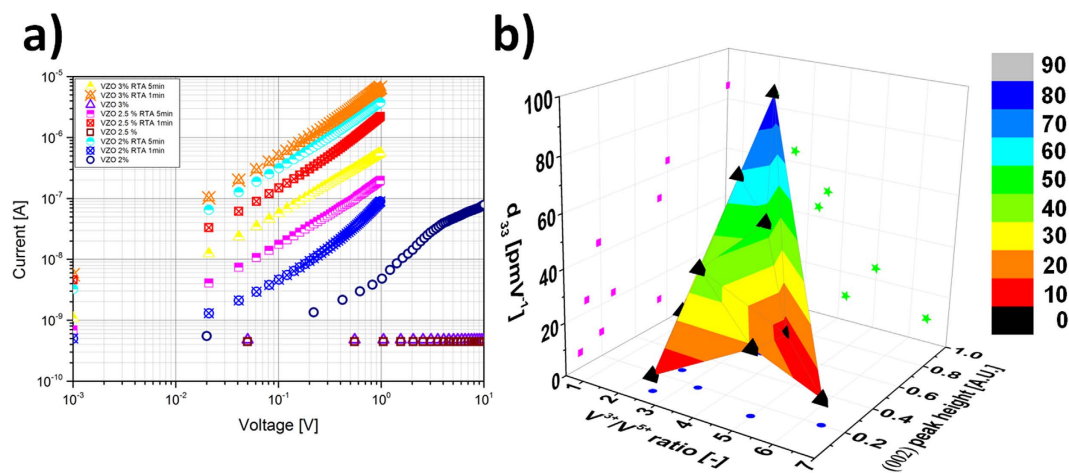 a)
b)
VZO 3% RTA 5min
VZO 3% RTA 1min
VZO 3%
VZO 2.5 % RTA 5min
VZO 2.5 % RTA 1min
VZO 2.5 %
VZO 2% RTA 5min
VZO 2% RTA 1min
VZO 2%
Current [A]
10⁻⁵
10⁻⁶
10⁻⁷
10⁻⁸
10⁻⁹
10⁻¹⁰
10⁻³
10⁻²
10⁻¹
10⁰
10¹
Voltage [V]
d₃₃ [pmV⁻¹]
100
80
60
40
20
0
1
2
3
4
5
6
7
V³⁺/V⁵⁺ ratio [-]
0.2
0.4
0.6
0.8
1.0
(002) peak height [A.U.]
90
80
70
60
50
40
30
20
10
0